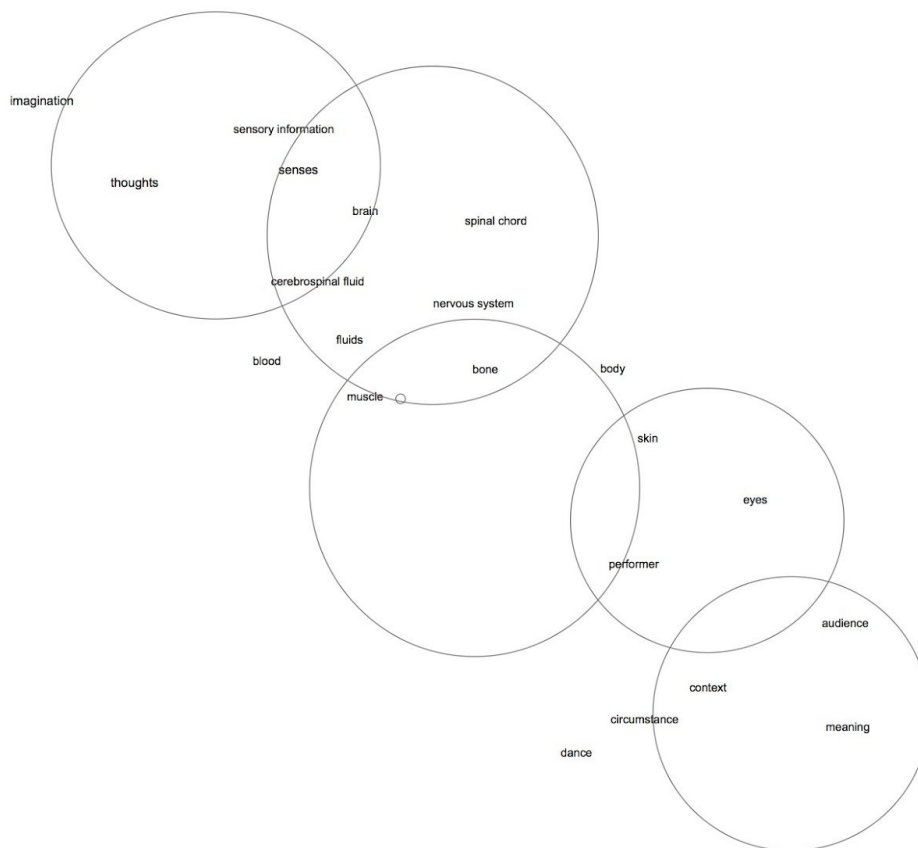 imagination
sensory information
senses
thoughts
brain
spinal chord
cerebrospinal fluid
nervous system
fluids
blood
bone
body
muscle
skin
eyes
performer
audience
context
circumstance
meaning
dance